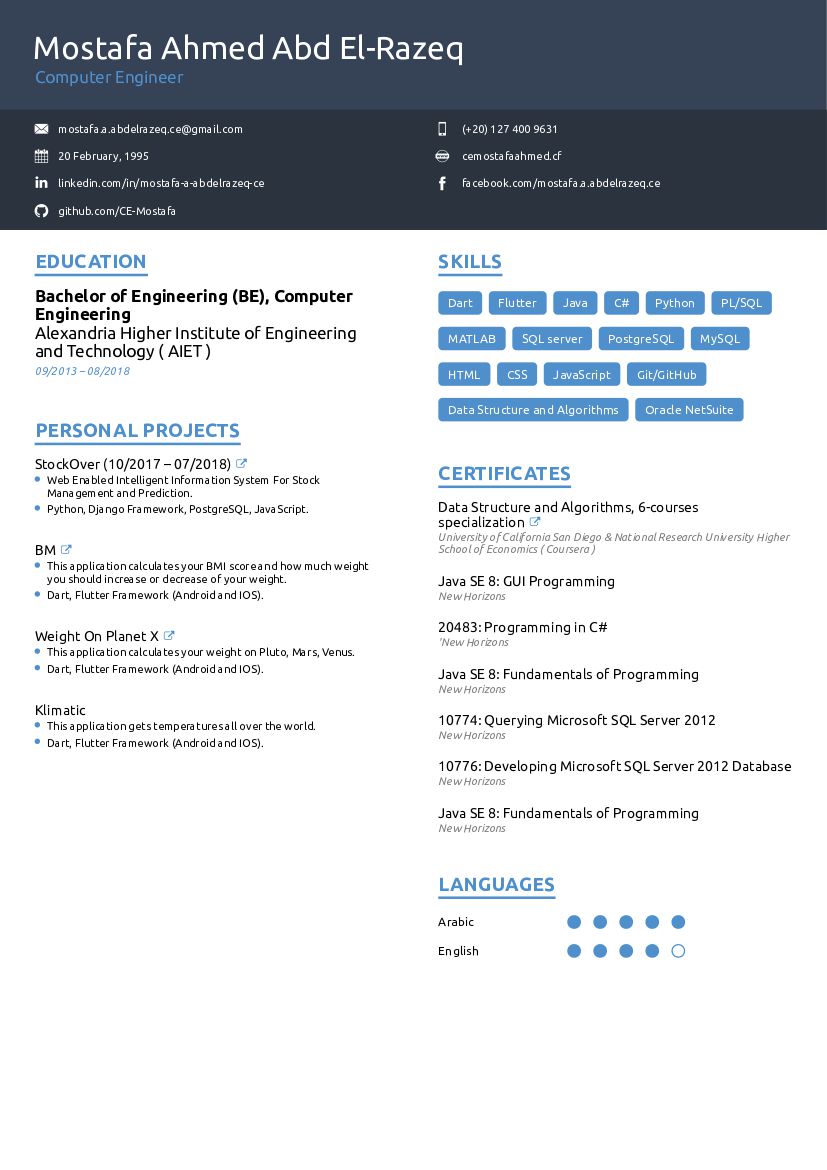 Mostafa Ahmed Abd El-Razeq
Computer Engineer
mostafa.a.abdelrazeq.ce@gmail.com
(+20) 127 400 9631
20 February, 1995
cemostafaahmed.cf
linkedin.com/in/mostafa-a-abdelrazeq-ce
facebook.com/mostafa.a.abdelrazeq.ce
github.com/CE-Mostafa
EDUCATION
Bachelor of Engineering (BE), Computer
Engineering
Alexandria Higher Institute of Engineering
and Technology ( AIET )
09/2013 – 08/2018
PERSONAL PROJECTS
StockOver (10/2017 – 07/2018)
Web Enabled Intelligent Information System For Stock
Management and Prediction.
Python, Django Framework, PostgreSQL, JavaScript.
BM
This application calculates your BMI score and how much weight
you should increase or decrease of your weight.
Dart, Flutter Framework (Android and IOS).
Weight On Planet X
This application calculates your weight on Pluto, Mars, Venus.
Dart, Flutter Framework (Android and IOS).
Klimatic
This application gets temperatures all over the world.
Dart, Flutter Framework (Android and IOS).
SKILLS
Dart Flutter Java C# Python PL/SQL
MATLAB SQL server PostgreSQL MySQL
HTML CSS JavaScript Git/GitHub
Data Structure and Algorithms Oracle NetSuite
CERTIFICATES
Data Structure and Algorithms, 6-courses
specialization
University of California San Diego & National Research University Higher
School of Economics ( Coursera )
Java SE 8: GUI Programming
New Horizons
20483: Programming in C#
'New Horizons
Java SE 8: Fundamentals of Programming
New Horizons
10774: Querying Microsoft SQL Server 2012
New Horizons
10776: Developing Microsoft SQL Server 2012 Database
New Horizons
Java SE 8: Fundamentals of Programming
New Horizons
LANGUAGES
Arabic
English